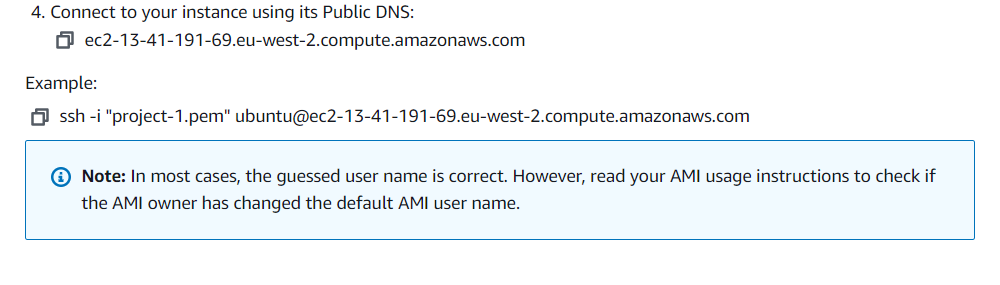 4. Connect to your instance using its Public DNS:
ec2-13-41-191-69.eu-west-2.compute.amazonaws.com
Example:
ssh -i "project-1.pem" ubuntu@ec2-13-41-191-69.eu-west-2.compute.amazonaws.com
Note: In most cases, the guessed user name is correct. However, read your AMI usage instructions to check if
the AMI owner has changed the default AMI user name.